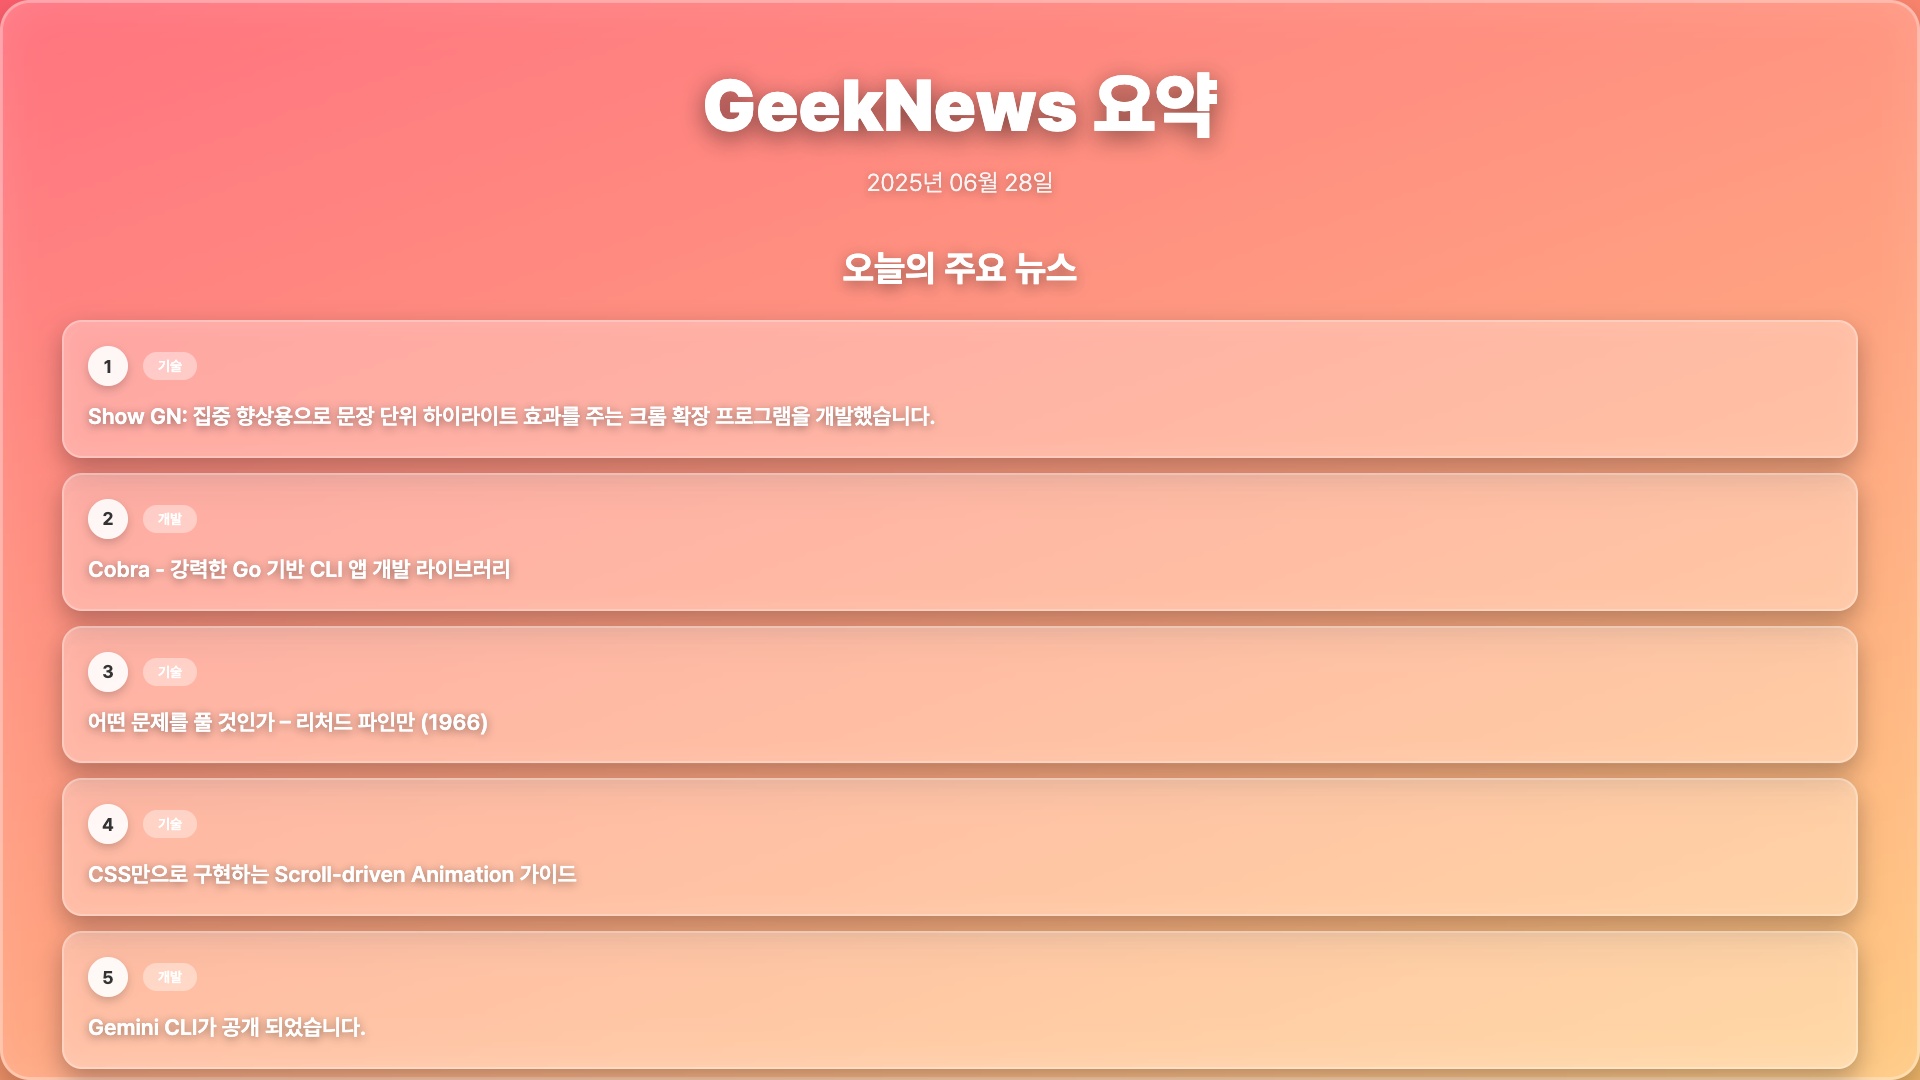 GeekNews 요약
2025년 06월 28일
오늘의 주요 뉴스
1 기술
Show GN: 집중 향상용으로 문장 단위 하이라이트 효과를 주는 크롬 확장 프로그램을 개발했습니다.
2 개발
Cobra - 강력한 Go 기반 CLI 앱 개발 라이브러리
3 기술
어떤 문제를 풀 것인가 – 리처드 파인만 (1966)
4 기술
CSS만으로 구현하는 Scroll-driven Animation 가이드
5 개발
Gemini CLI가 공개 되었습니다.